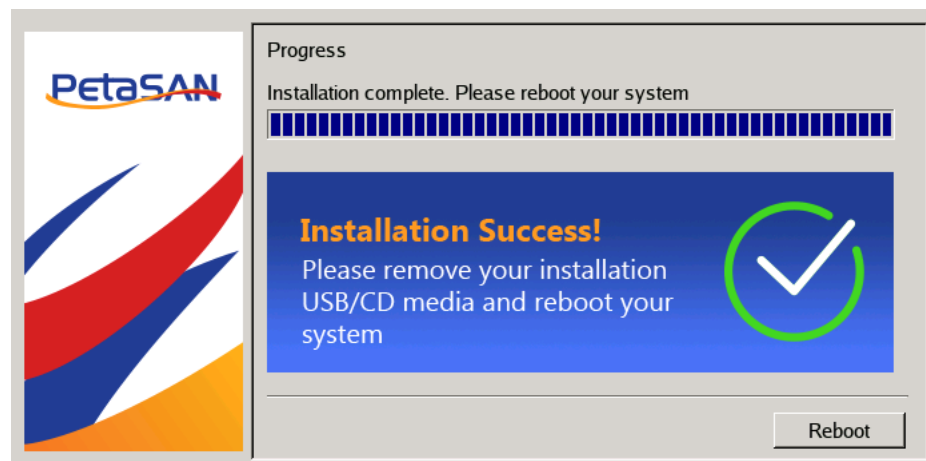 PetaSAN
Progress
Installation complete. Please reboot your system
Installation Success!
Please remove your installation
USB/CD media and reboot your
system
Reboot